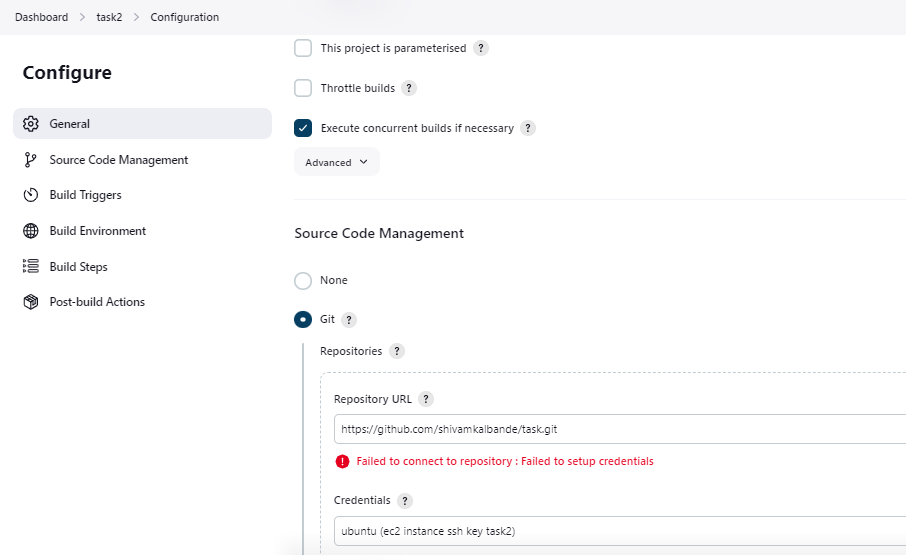 Dashboard > task2 > Configuration
Configure
General
Source Code Management
Build Triggers
Build Environment
Build Steps
Post-build Actions
This project is parameterised ?
Throttle builds ?
Execute concurrent builds if necessary ?
Advanced
Source Code Management
None
Git ?
Repositories ?
Repository URL ?
https://github.com/shivamkalbande/task.git
Failed to connect to repository : Failed to setup credentials
Credentials ?
ubuntu (ec2 instance ssh key task2)